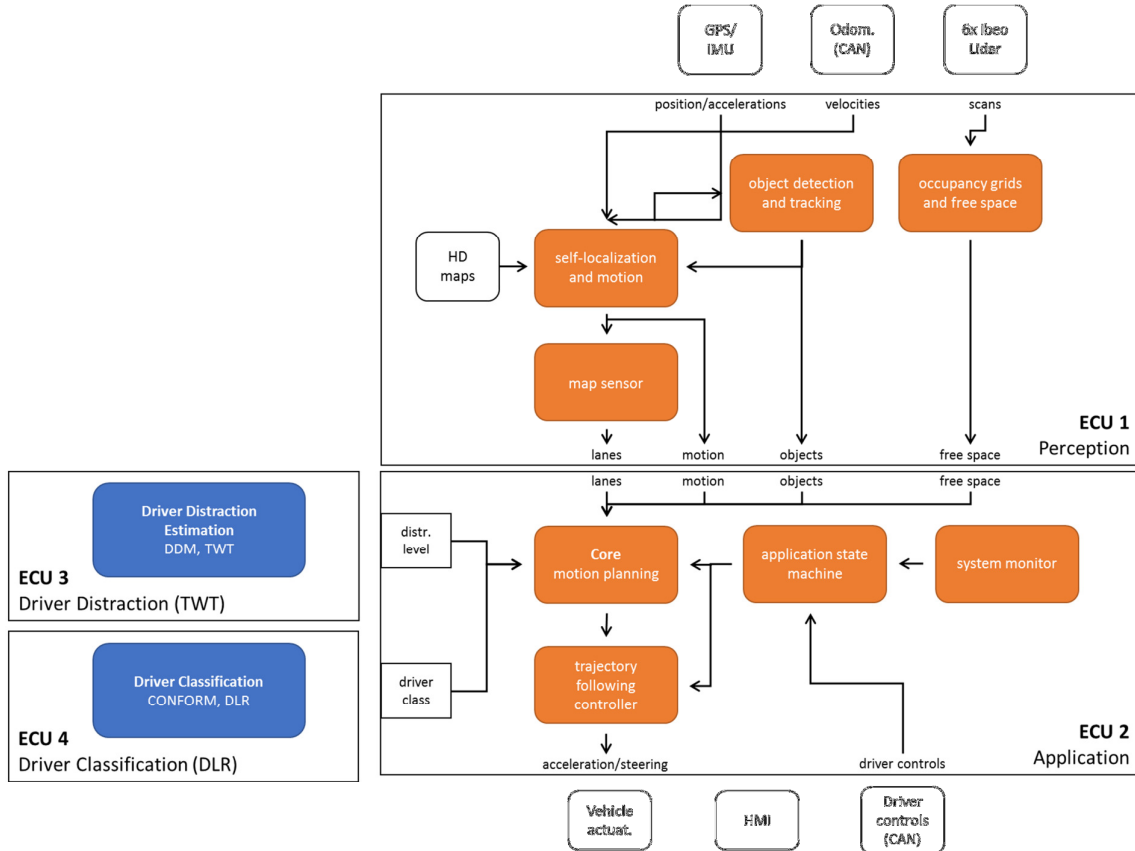 GPS/
IMU
Odom.
(CAN)
6x Ibeo
Lidar
position/accelerations
velocities
scans
object detection
and tracking
occupancy grids
and free space
HD
maps
self-localization
and motion
map sensor
ECU 1
Perception
lanes
motion
objects
free space
lanes
motion
objects
free space
Driver Distraction
Estimation
DDM, TWT
ECU 3
Driver Distraction (TWT)
distr.
level
Core
motion planning
application state
machine
system monitor
Driver Classification
CONFORM, DLR
ECU 4
Driver Classification (DLR)
driver
class
trajectory
following
controller
ECU 2
Application
acceleration/steering
driver controls
Vehicle
actuat.
HMI
Driver
controls
(CAN)